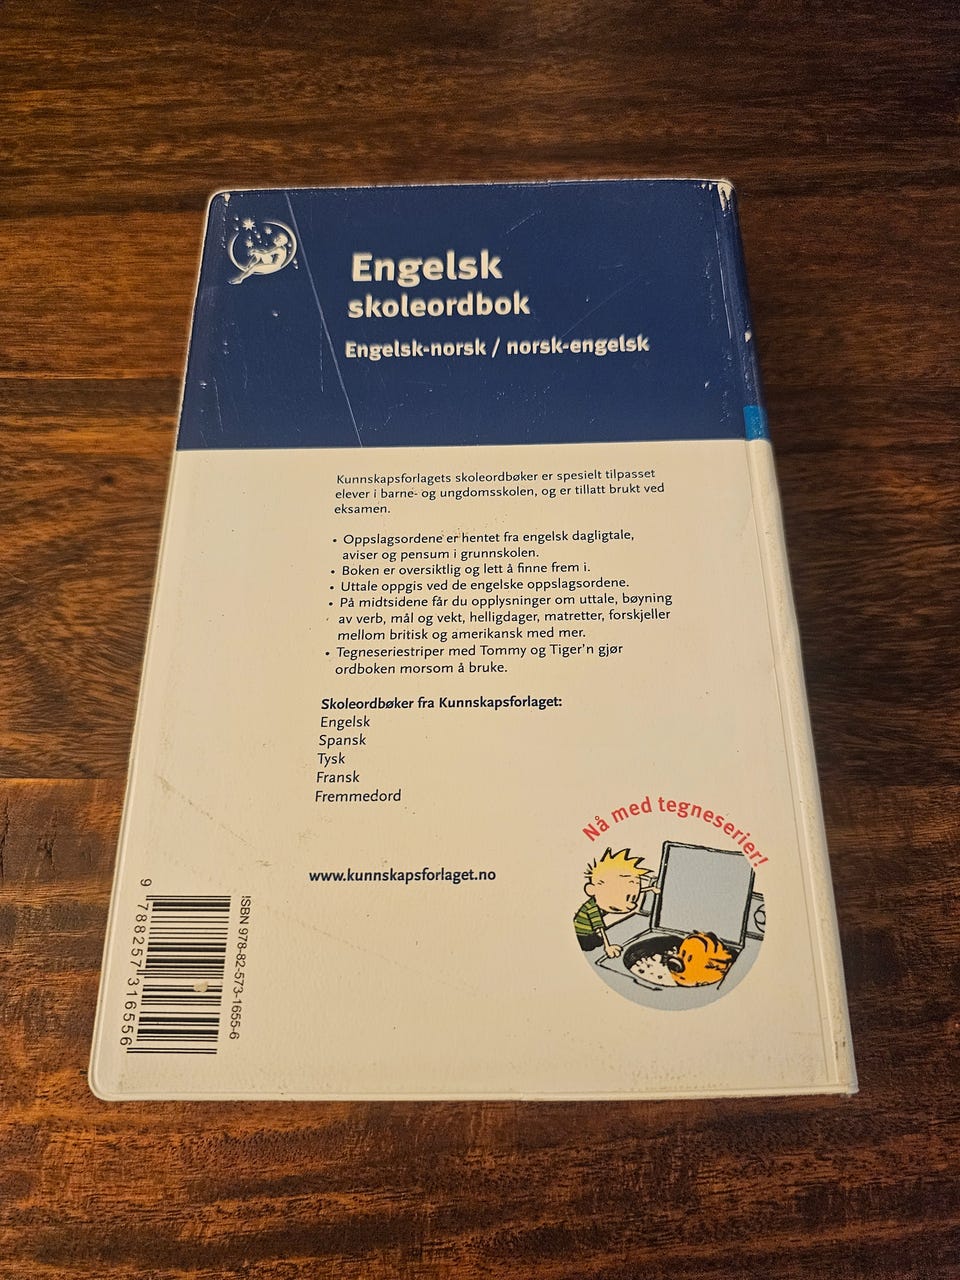 Engelsk
skoleordbok
Engelsk-norsk / norsk-engelsk
Kunnskapsforlagets skoleordbøker er spesielt tilpasset
elever i barne- og ungdomsskolen, og er tillatt brukt ved
eksamen.
• Oppslagsordene er hentet fra engelsk dagligtale,
aviser og pensum i grunnskolen.
• Boken er oversiktlig og lett å finne frem i.
• Uttale oppgis ved de engelske oppslagsordene.
• På midtsidene får du opplysninger om uttale, bøyning
av verb, mål og vekt, helligdager, matretter, forskjeller
mellom britisk og amerikansk med mer.
• Tegneseriestriper med Tommy og Tiger'n gjør
ordboken morsom å bruke.
Skoleordbøker fra Kunnskapsforlaget:
Engelsk
Spansk
Tysk
Fransk
Fremmedord
Nå med tegneserier!
www.kunnskapsforlaget.no
ISBN 978-82-573-1655-6
9 788257 316556